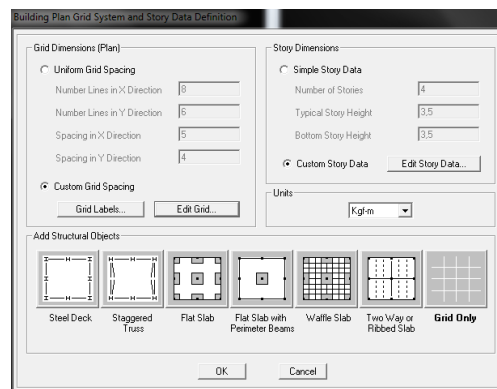 Building Plan Grid System and Story Data Definition
Grid Dimensions (Plan)
Uniform Grid Spacing
Number Lines in X Direction 8
Number Lines in Y Direction 6
Spacing in X Direction 5
Spacing in Y Direction 4
Custom Grid Spacing
Grid Labels... Edit Grid...
Story Dimensions
Simple Story Data
Number of Stories 4
Typical Story Height 3,5
Bottom Story Height 3,5
Custom Story Data Edit Story Data...
Units
Kgf-m
Add Structural Objects
Steel Deck
Staggered
Truss
Flat Slab
Flat Slab with
Perimeter Beams
Waffle Slab
Two Way or
Ribbed Slab
Grid Only
OK Cancel